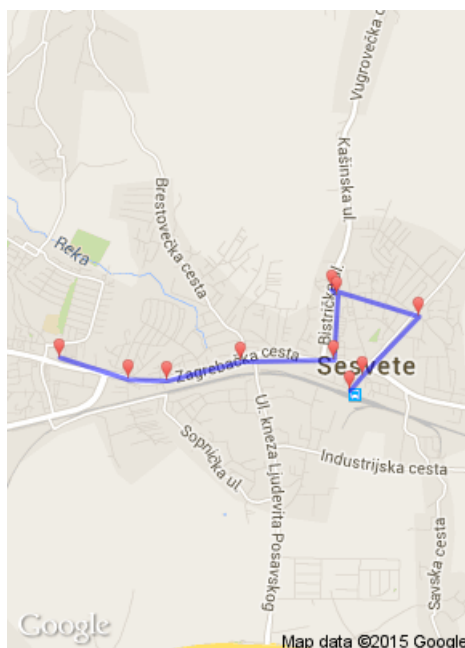 Vugrovečka c
Kašinska ul.
Brestovečka cesta
Reka
Bistrička ul.
Zagrebačka cesta
Sesvete
Sopnička ul.
Ul. kneza Ljudevita Posavskog
Industrijska cesta
Savska cesta
Google
Map data ©2015 Google